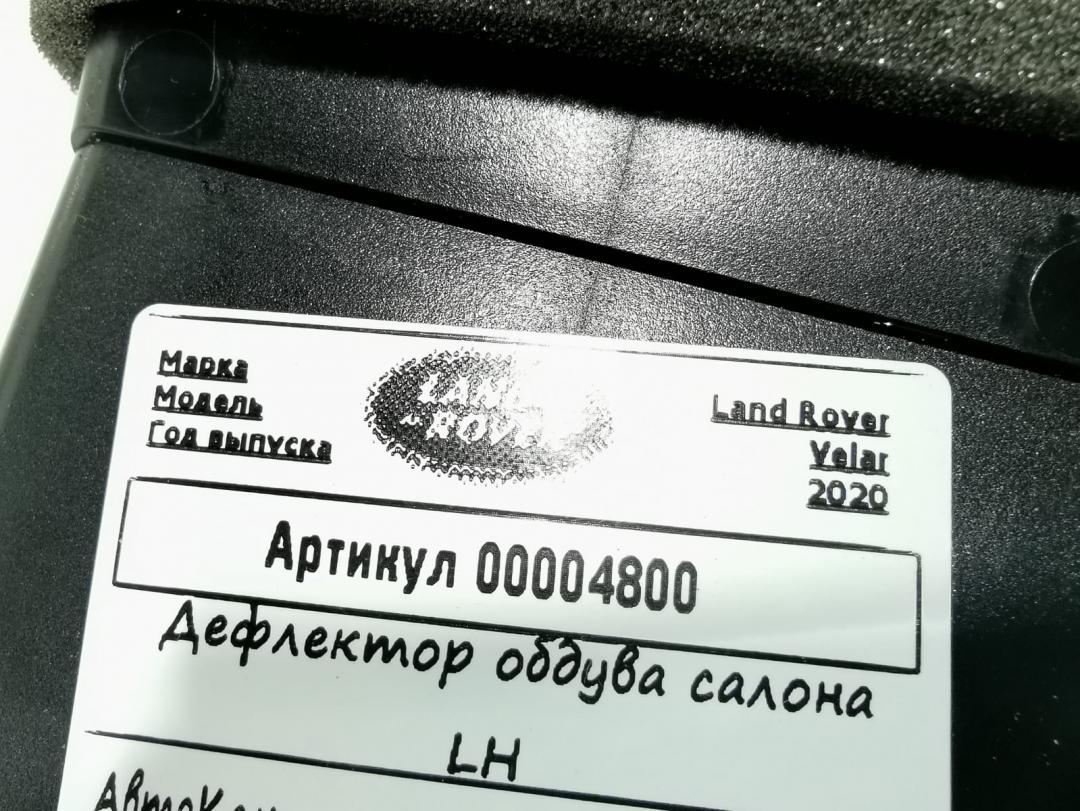 Марка
Модель
Год выпуска
LAND
ROVER
Land Rover
Velar
2020
Артикул 00004800
Дефлектор обдува салона
LH